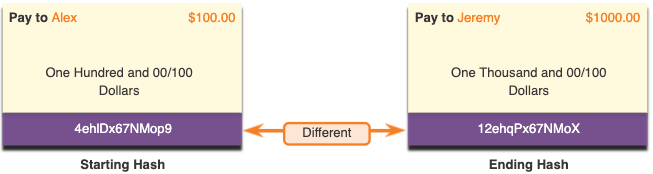 Pay to Alex $100.00
One Hundred and 00/100
Dollars
4ehIDx67NMop9
Starting Hash
Different
Pay to Jeremy $1000.00
One Thousand and 00/100
Dollars
12ehqPx67NMoX
Ending Hash